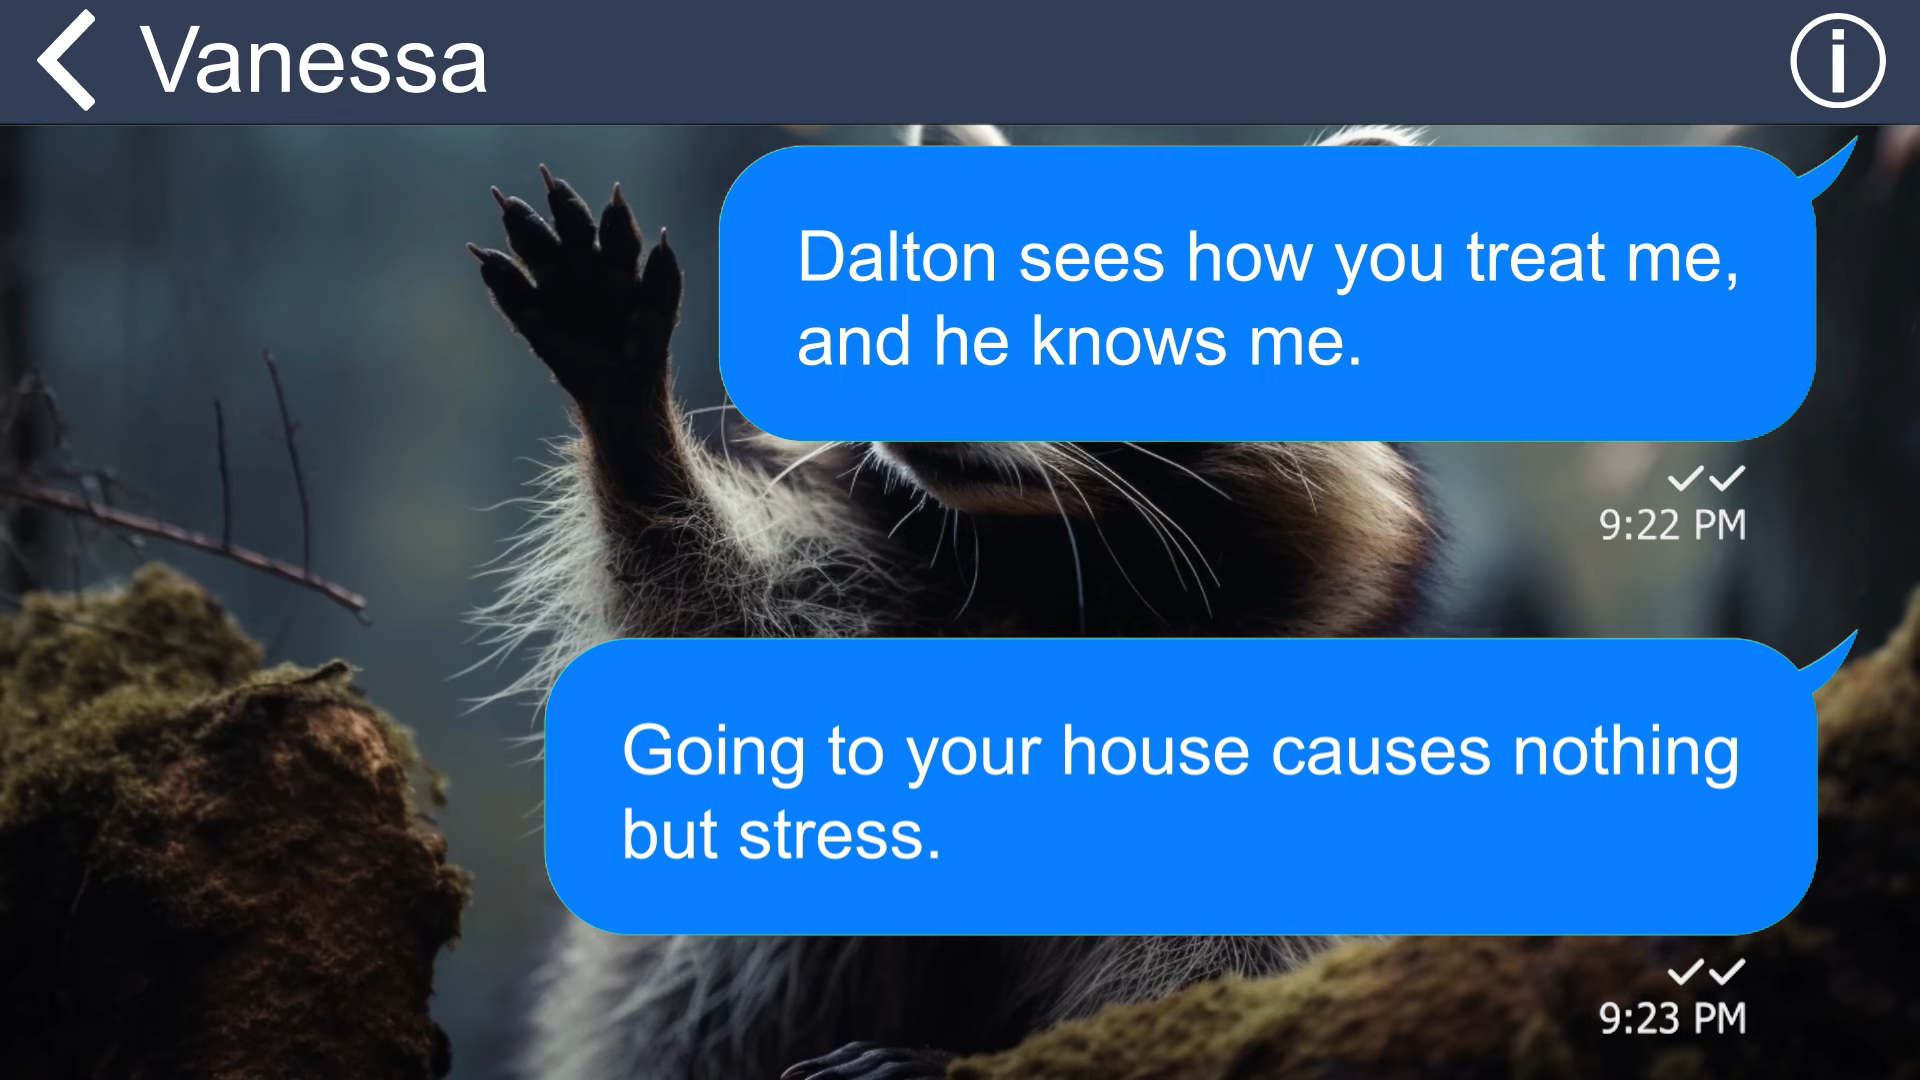 Vanessa
Dalton sees how you treat me,
and he knows me.
9:22 PM
Going to your house causes nothing
but stress.
9:23 PM